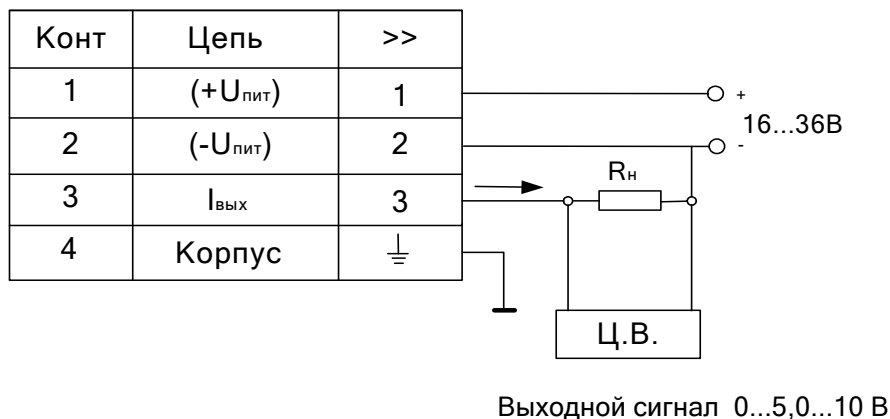 Конт Цепь >>
1 (+Uпит) 1
+
16...36В
2 (-Uпит) 2
-
Rн
3 Iвых 3
4 Корпус
Ц.В.
Выходной сигнал 0...5,0...10 В